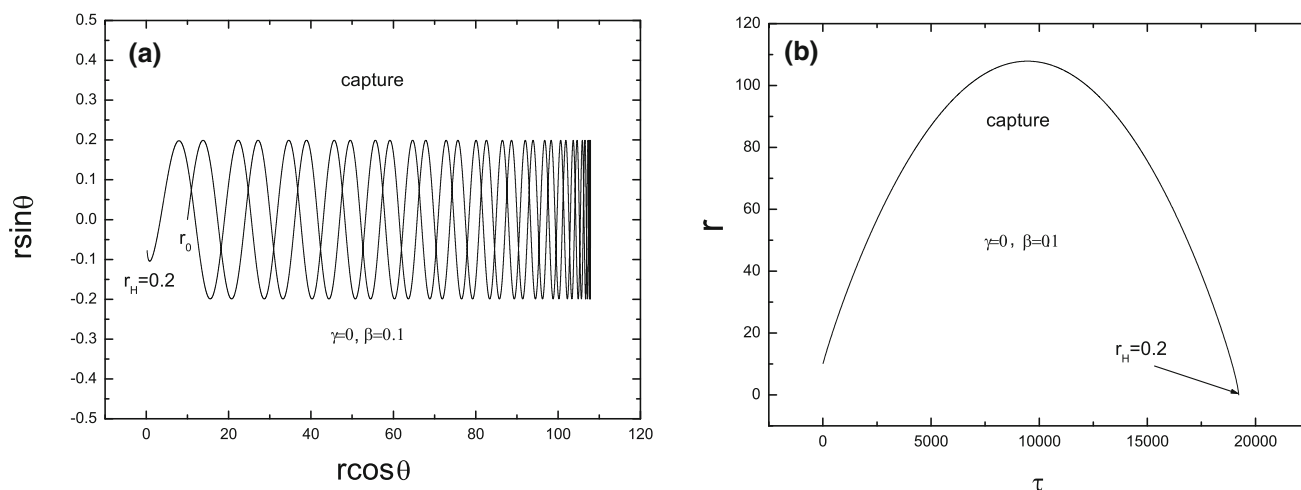 (a)
capture
r0
rH=0.2
γ=0, β=0.1
0.5
0.4
0.3
0.2
0.1
0.0
-0.1
-0.2
-0.3
-0.4
-0.5
0
20
40
60
80
100
120
rsinθ
rcosθ
(b)
capture
γ=0, β=0.1
rH=0.2
120
100
80
60
40
20
0
0
5000
10000
15000
20000
r
τ